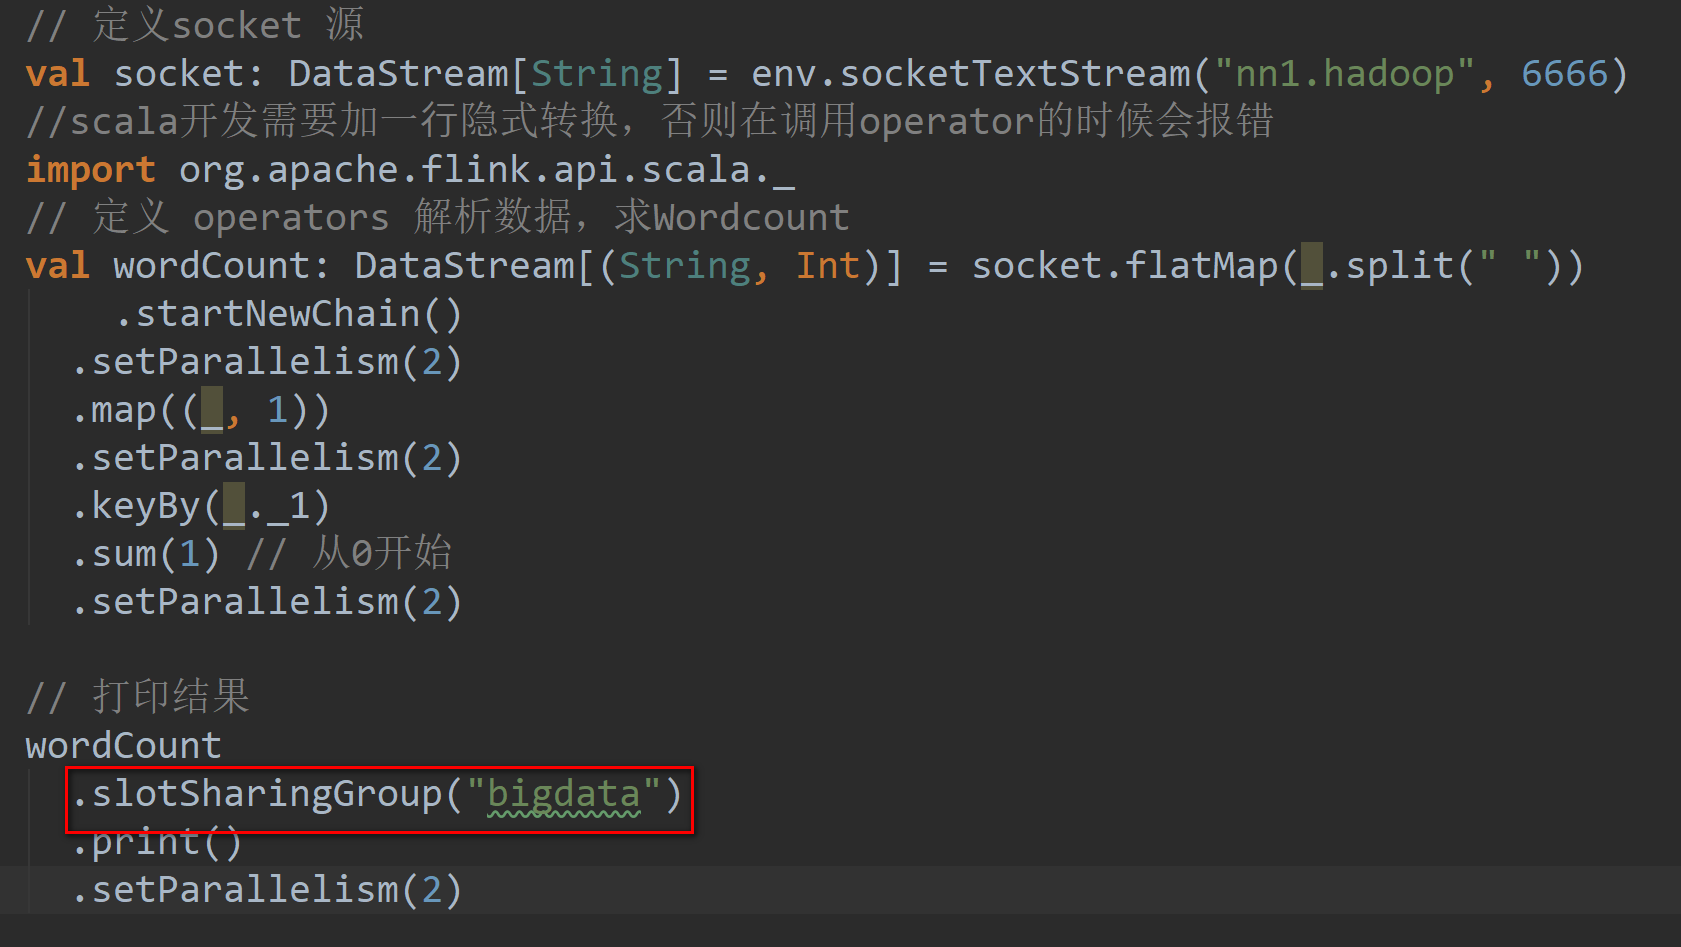 // 定义socket 源
val socket: DataStream[String] = env.socketTextStream("nn1.hadoop", 6666)
//scala开发需要加一行隐式转换，否则在调用operator的时候会报错
import org.apache.flink.api.scala._
// 定义 operators 解析数据，求Wordcount
val wordCount: DataStream[(String, Int)] = socket.flatMap(_.split(" "))
.startNewChain()
.setParallelism(2)
.map((_, 1))
.setParallelism(2)
.keyBy(_._1)
.sum(1) // 从0开始
.setParallelism(2)
// 打印结果
wordCount
.slotSharingGroup("bigdata")
.print()
.setParallelism(2)